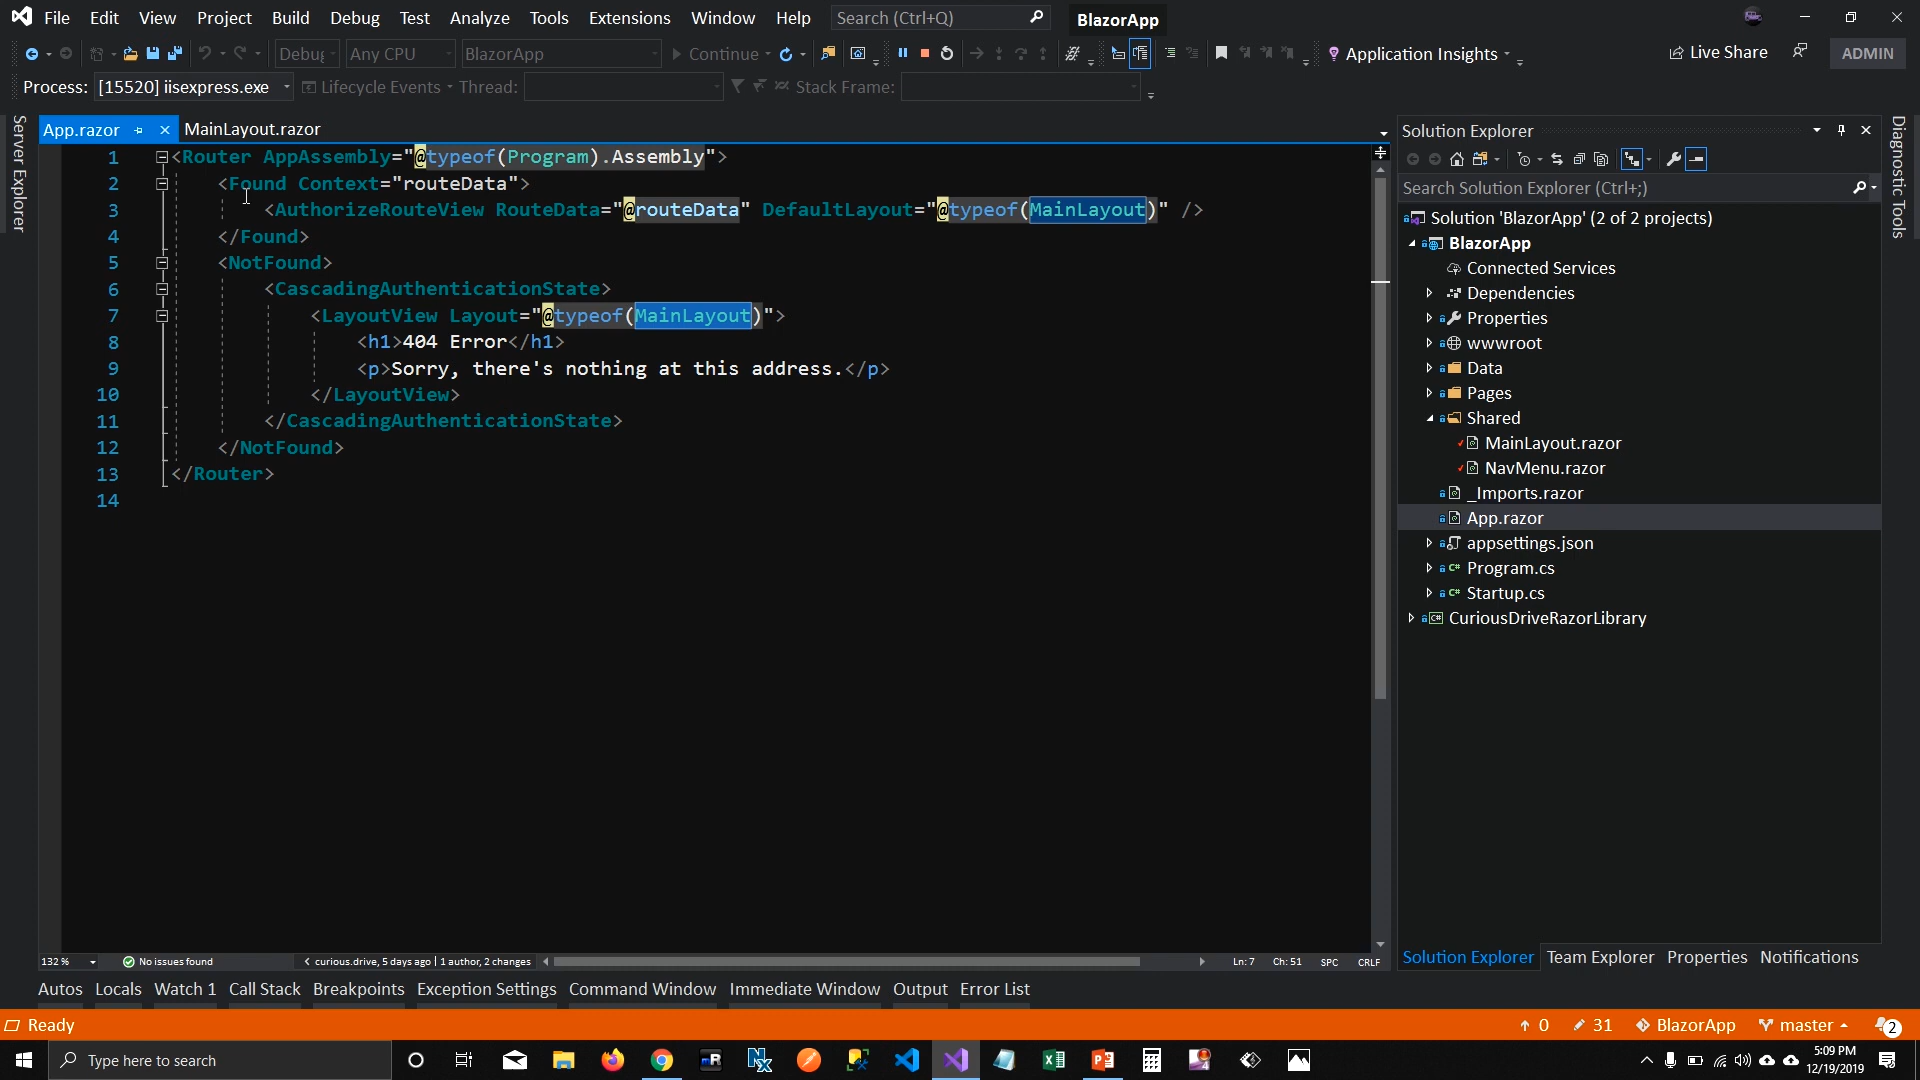 File Edit View Project Build Debug Test Analyze Tools Extensions Window Help Search (Ctrl+Q) BlazorApp
Debug Any CPU BlazorApp Continue Application Insights Live Share ADMIN
Process: [15520] iisexpress.exe Lifecycle Events Thread: Stack Frame:
Server Explorer
App.razor MainLayout.razor
1 <Router AppAssembly="@typeof(Program).Assembly">
2 <Found Context="routeData">
3 <AuthorizeRouteView RouteData="@routeData" DefaultLayout="@typeof(MainLayout)" />
4 </Found>
5 <NotFound>
6 <CascadingAuthenticationState>
7 <LayoutView Layout="@typeof(MainLayout)">
8 <h1>404 Error</h1>
9 <p>Sorry, there's nothing at this address.</p>
10 </LayoutView>
11 </CascadingAuthenticationState>
12 </NotFound>
13 </Router>
14
132 % No issues found curious.drive, 5 days ago | 1 author, 2 changes Ln: 7 Ch: 51 SPC CRLF
Solution Explorer
Search Solution Explorer (Ctrl+;)
Solution 'BlazorApp' (2 of 2 projects)
BlazorApp
Connected Services
Dependencies
Properties
wwwroot
Data
Pages
Shared
MainLayout.razor
NavMenu.razor
_Imports.razor
App.razor
appsettings.json
Program.cs
Startup.cs
CuriousDriveRazorLibrary
Solution Explorer Team Explorer Properties Notifications
Diagnostic Tools
Autos Locals Watch 1 Call Stack Breakpoints Exception Settings Command Window Immediate Window Output Error List
Ready 0 31 BlazorApp master 2
Type here to search
5:09 PM
12/19/2019